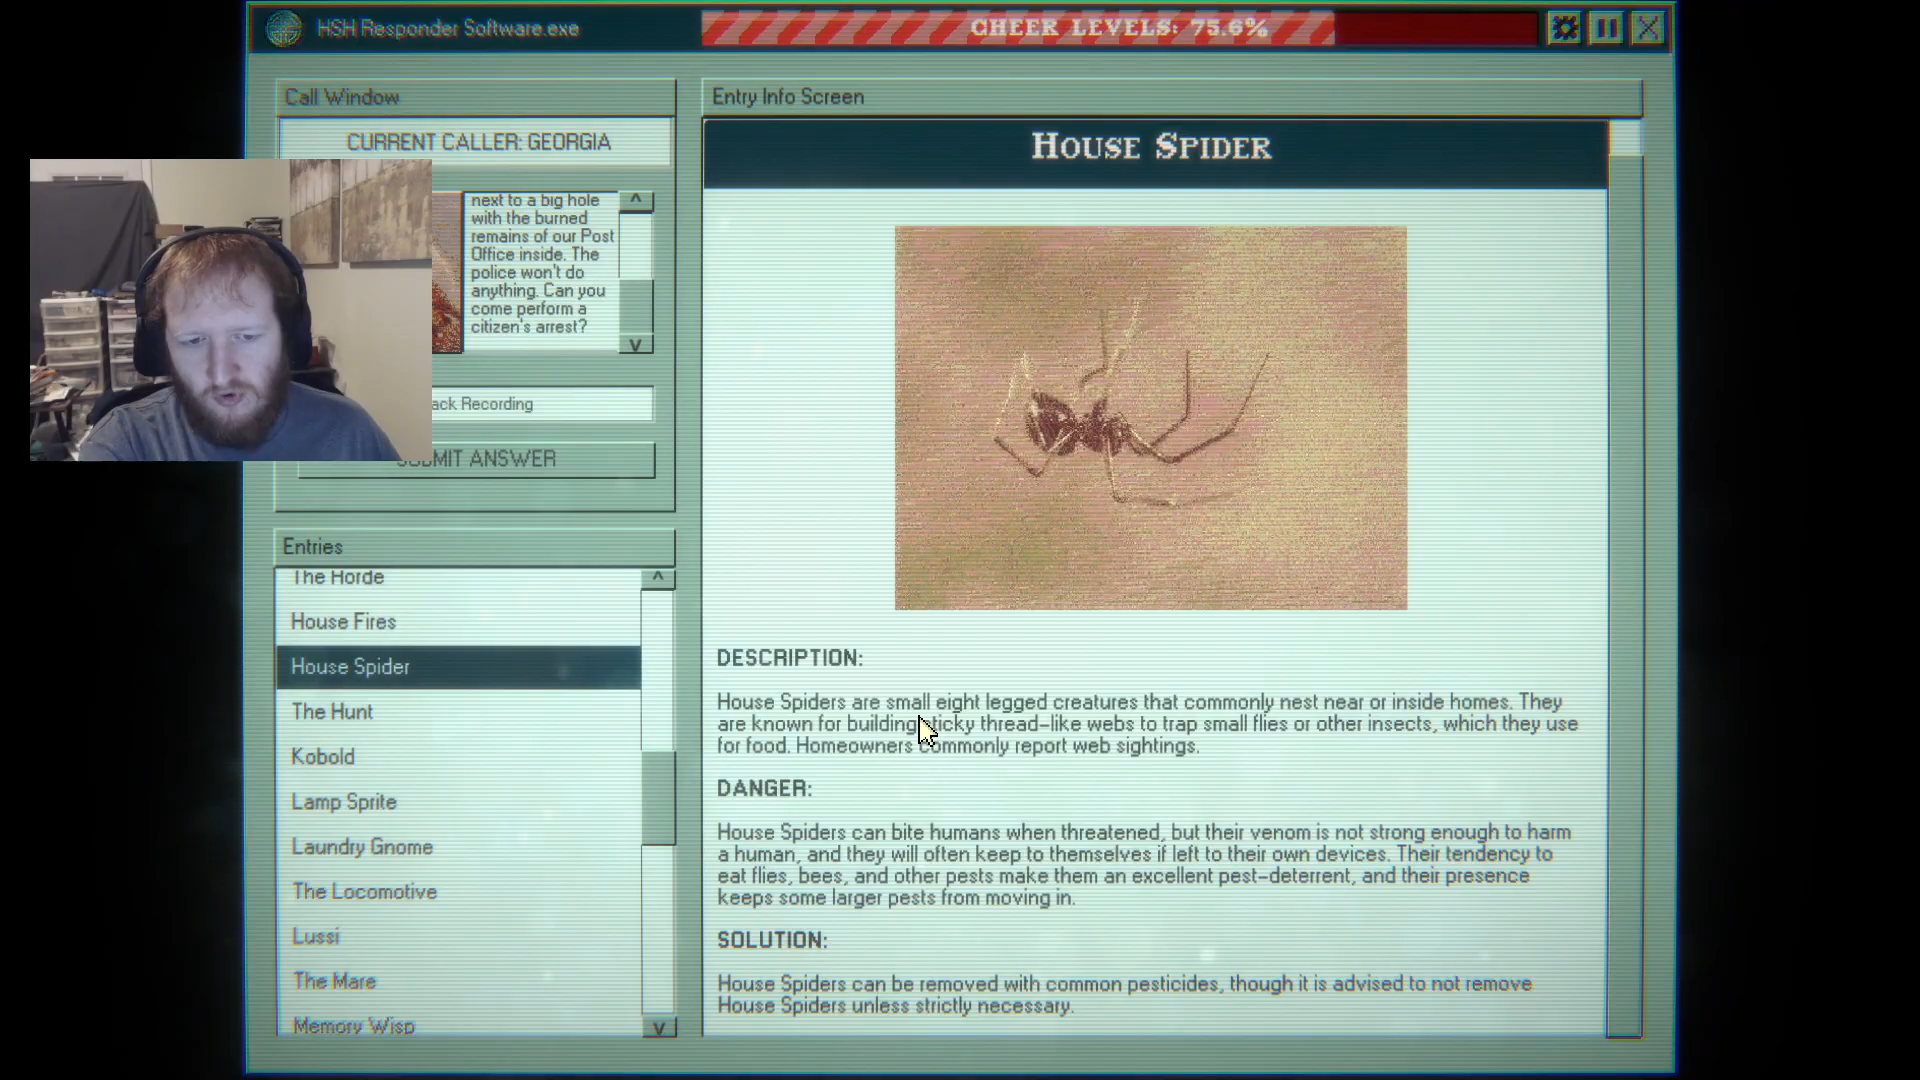 HSH Responder Software.exe
CHEER LEVELS: 75.6%
Call Window
CURRENT CALLER: GEORGIA
next to a big hole
with the burned
remains of our Post
Office inside. The
police won't do
anything. Can you
come perform a
citizen's arrest?
Recording
SUBMIT ANSWER
Entries
The Horde
House Fires
House Spider
The Hunt
Kobold
Lamp Sprite
Laundry Gnome
The Locomotive
Lussi
The Mare
Memory Wisp
Entry Info Screen
HOUSE SPIDER
DESCRIPTION:
House Spiders are small eight legged creatures that commonly nest near or inside homes. They
are known for building sticky thread-like webs to trap small flies or other insects, which they use
for food. Homeowners commonly report web sightings.
DANGER:
House Spiders can bite humans when threatened, but their venom is not strong enough to harm
a human, and they will often keep to themselves if left to their own devices. Their tendency to
eat flies, bees, and other pests make them an excellent pest-deterrent, and their presence
keeps some larger pests from moving in.
SOLUTION:
House Spiders can be removed with common pesticides, though it is advised to not remove
House Spiders unless strictly necessary.